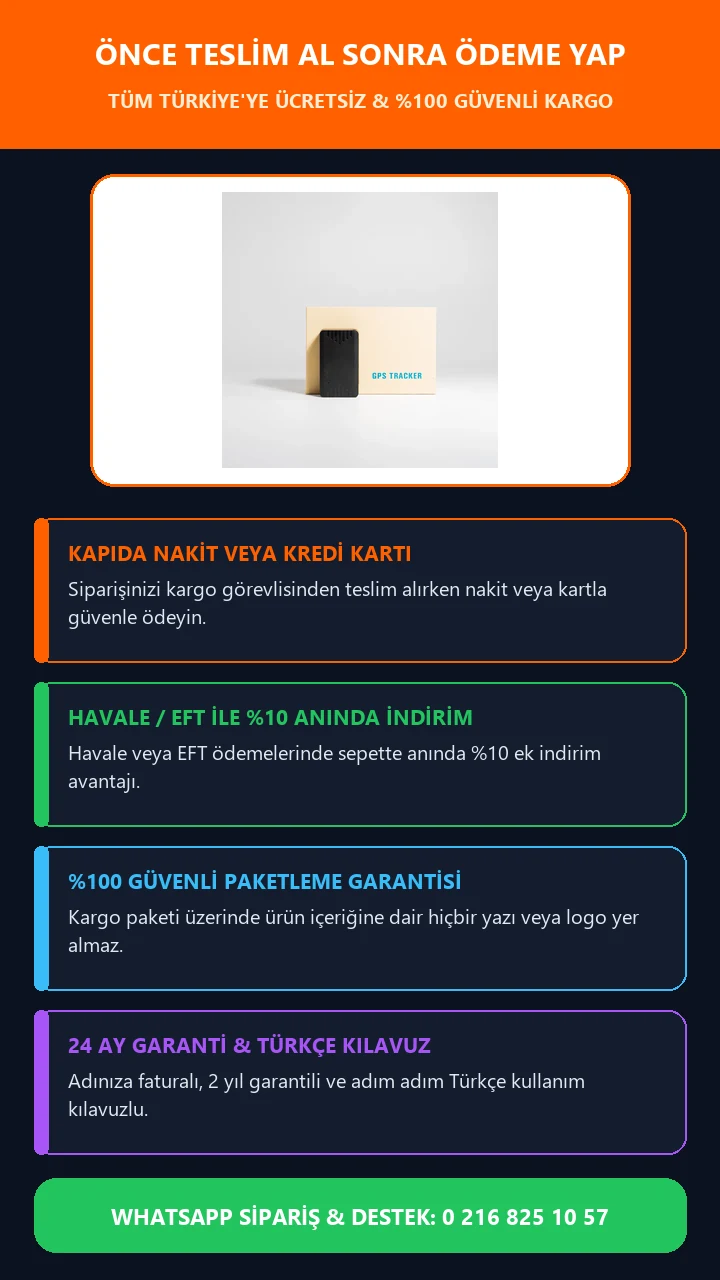 ÖNCE TESLİM AL SONRA ÖDEME YAP
TÜM TÜRKİYE'YE ÜCRETSİZ & %100 GÜVENLİ KARGO
GPS TRACKER
KAPIDA NAKİT VEYA KREDİ KARTI
Siparişinizi kargo görevlisinden teslim alırken nakit veya kartla
güvenle ödeyin.
HAVALE / EFT İLE %10 ANINDA İNDİRİM
Havale veya EFT ödemelerinde sepette anında %10 ek indirim
avantajı.
%100 GÜVENLİ PAKETLEME GARANTİSİ
Kargo paketi üzerinde ürün içeriğine dair hiçbir yazı veya logo yer
almaz.
24 AY GARANTİ & TÜRKÇE KILAVUZ
Adınıza faturalı, 2 yıl garantili ve adım adım Türkçe kullanım
kılavuzlu.
WHATSAPP SİPARİŞ & DESTEK: 0 216 825 10 57